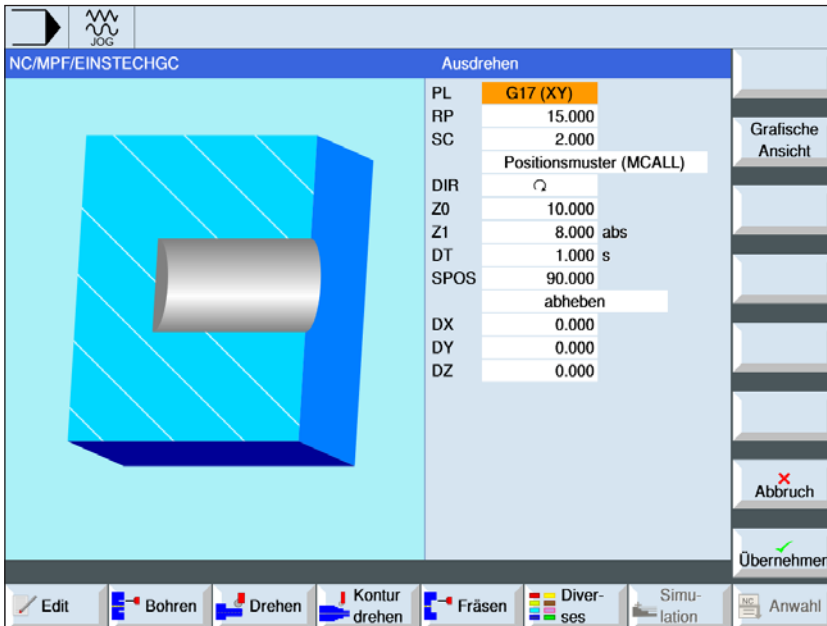 JOG
NC/MPF/EINSTECHGC
Ausdrehen
PL G17 (XY)
RP 15.000
SC 2.000
Positionsmuster (MCALL)
DIR
Z0 10.000
Z1 8.000 abs
DT 1.000 s
SPOS 90.000
abheben
DX 0.000
DY 0.000
DZ 0.000
Grafische
Ansicht
Abbruch
Übernehmen
Edit
Bohren
Drehen
Kontur
drehen
Fräsen
Diver-
ses
Simu-
lation
NC
Anwahl